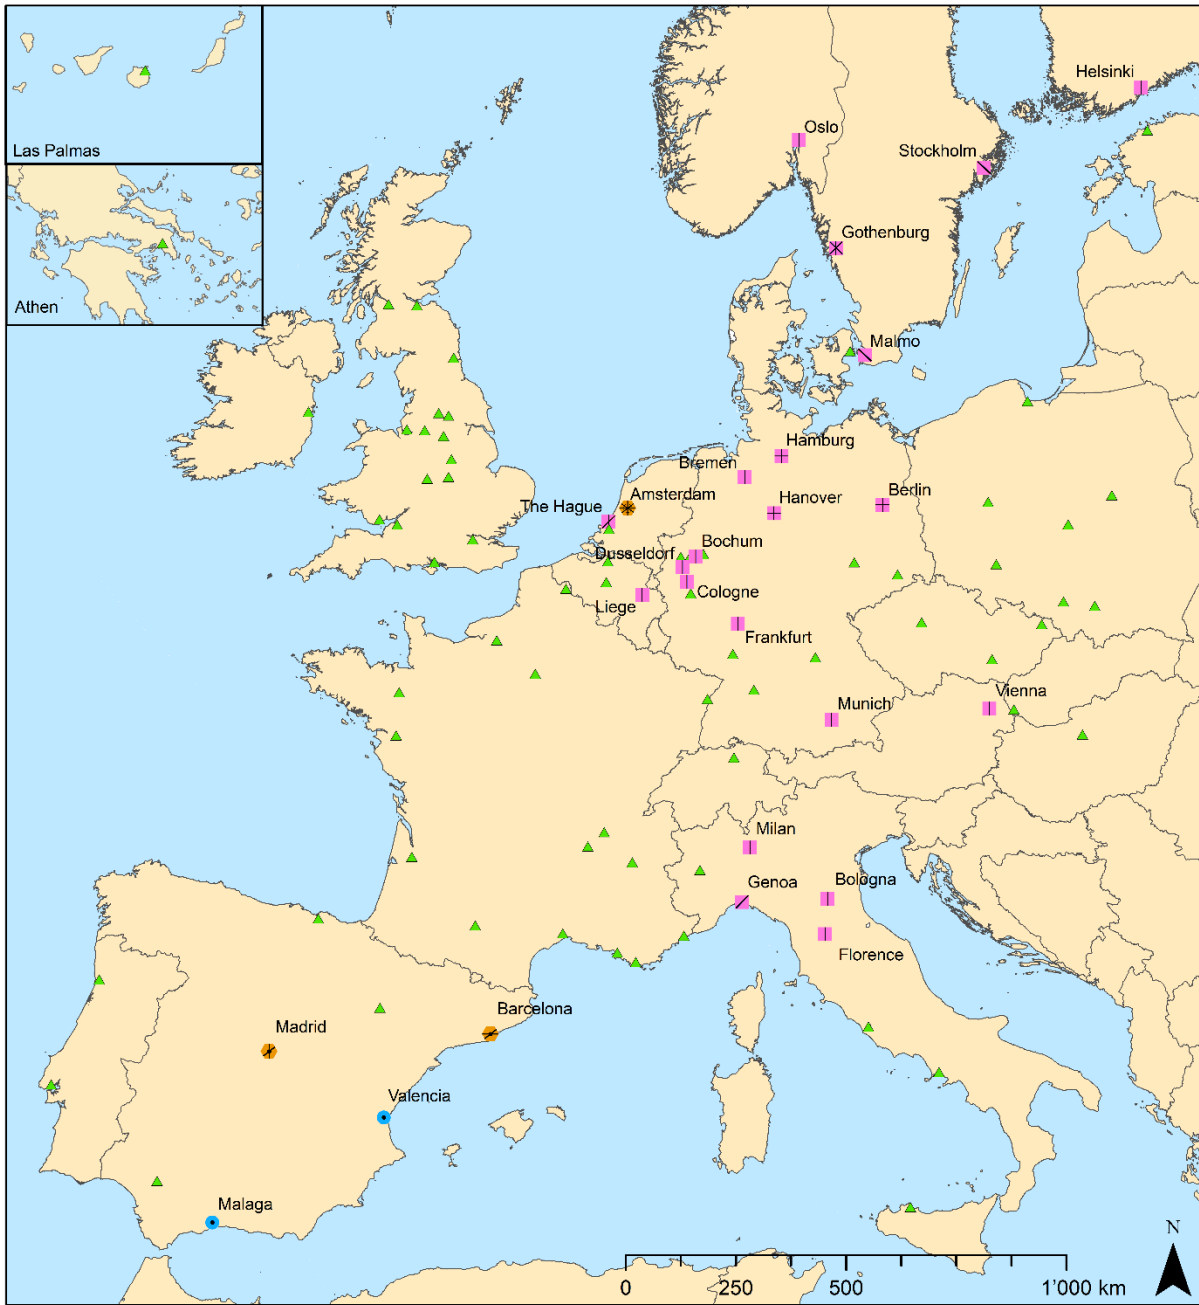 Las Palmas
Athen
Helsinki
Oslo
Stockholm
Gothenburg
Malmo
Hamburg
Bremen
Amsterdam
Hanover
Berlin
The Hague
Bochum
Dusseldorf
Cologne
Liege
Frankfurt
Vienna
Munich
Milan
Genoa
Bologna
Florence
Barcelona
Madrid
Valencia
Malaga
N
0 250 500 1'000 km